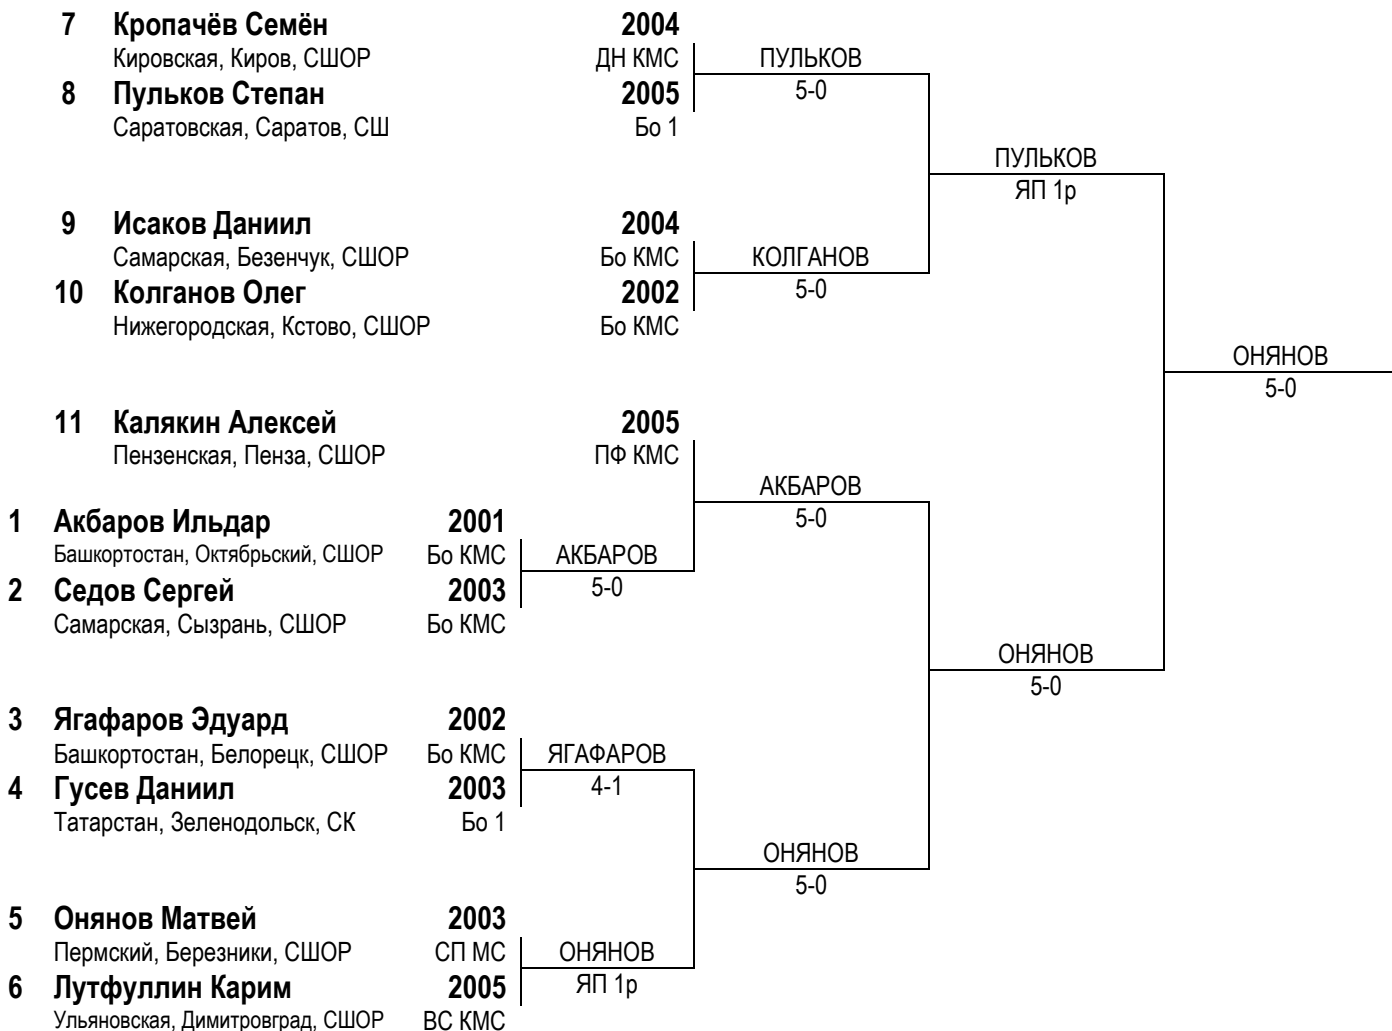 7 Кропачёв Семён 2004
Кировская, Киров, СШОР ДН КМС ПУЛЬКОВ
8 Пульков Степан 2005 5-0
Саратовская, Саратов, СШ Бо 1
ПУЛЬКОВ
ЯП 1р
9 Исаков Даниил 2004
Самарская, Безенчук, СШОР Бо КМС КОЛГАНОВ
10 Колганов Олег 2002 5-0
Нижегородская, Кстово, СШОР Бо КМС
ОНЯНОВ
5-0
11 Калякин Алексей 2005
Пензенская, Пенза, СШОР ПФ КМС
АКБАРОВ
1 Акбаров Ильдар 2001 5-0
Башкортостан, Октябрьский, СШОР Бо КМС АКБАРОВ
2 Седов Сергей 2003 5-0
Самарская, Сызрань, СШОР Бо КМС
ОНЯНОВ
5-0
3 Ягафаров Эдуард 2002
Башкортостан, Белорецк, СШОР Бо КМС ЯГАФАРОВ
4 Гусев Даниил 2003 4-1
Татарстан, Зеленодольск, СК Бо 1
ОНЯНОВ
5-0
5 Онянов Матвей 2003
Пермский, Березники, СШОР СП МС ОНЯНОВ
6 Лутфуллин Карим 2005 ЯП 1р
Ульяновская, Димитровград, СШОР ВС КМС